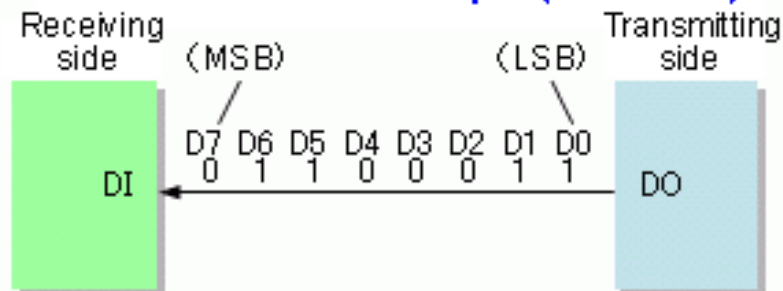 Receiving side
Transmitting side
(MSB)
(LSB)
D7 D6 D5 D4 D3 D2 D1 D0
0 1 1 0 0 0 1 1
DI
DO